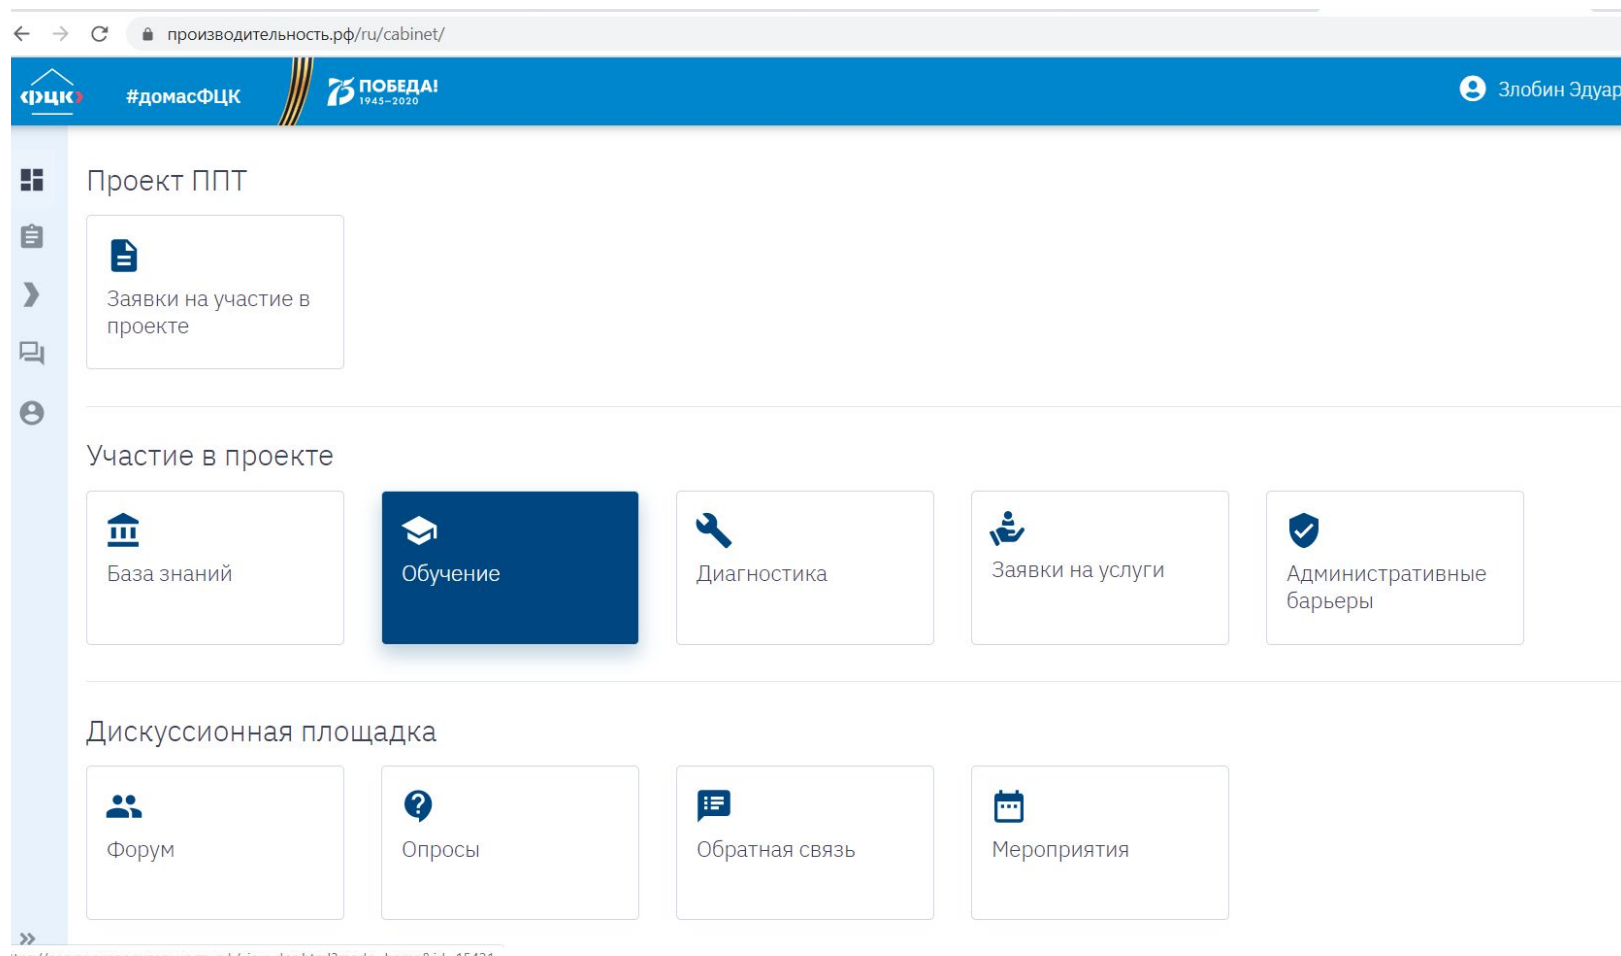 производительность.рф/ru/cabinet/
‹фцк›
#домасФЦК
75 ПОБЕДА!
1945–2020
Злобин Эдуар
Проект ППТ
Заявки на участие в
проекте
Участие в проекте
База знаний
Обучение
Диагностика
Заявки на услуги
Административные
барьеры
Дискуссионная площадка
Форум
Опросы
Обратная связь
Мероприятия